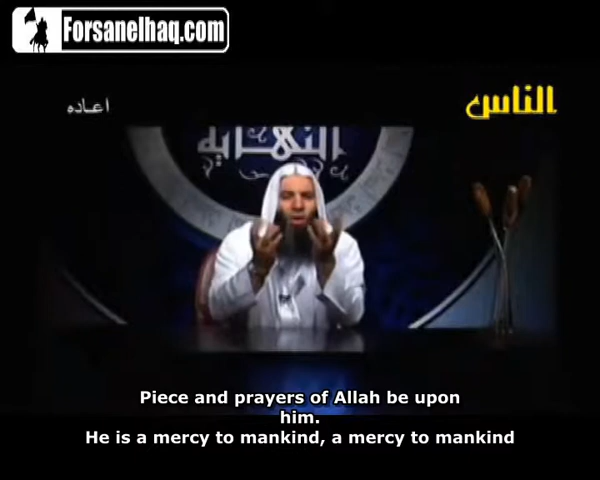 Forsanelhaq.com
اعاده
الناس
النهاية
Piece and prayers of Allah be upon
him.
He is a mercy to mankind, a mercy to mankind